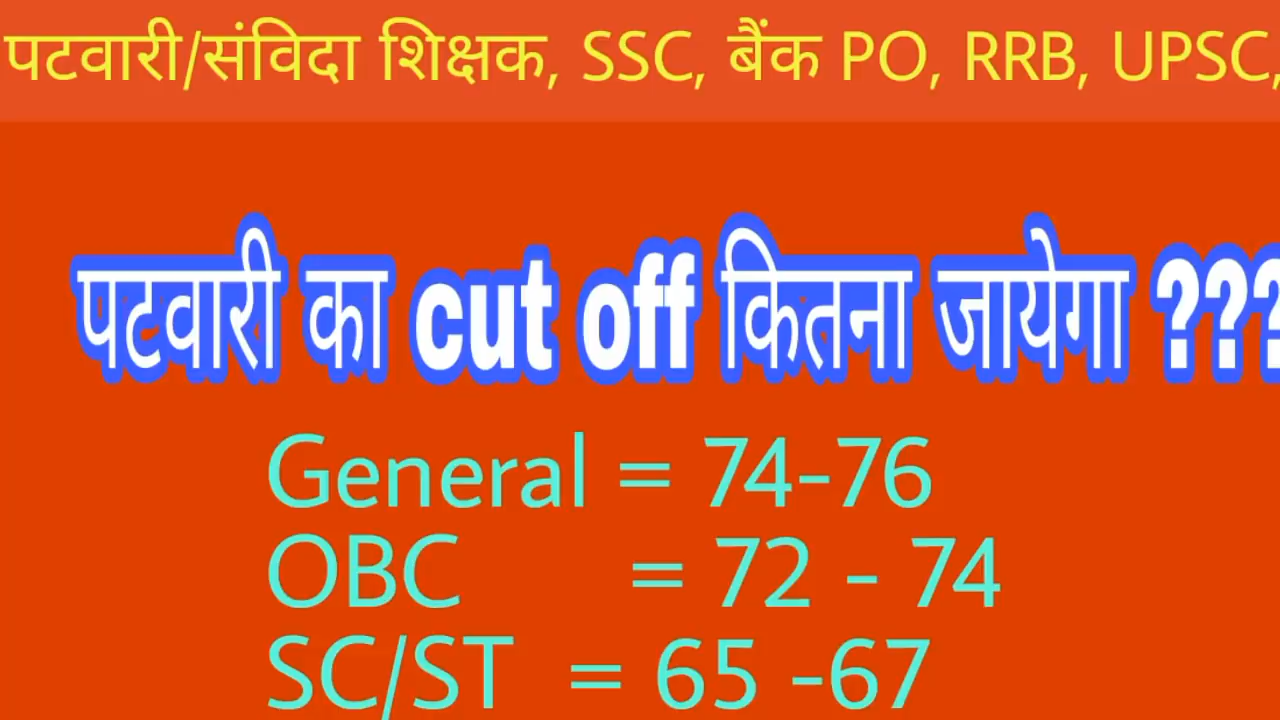 पटवारी/संविदा शिक्षक, SSC, बैंक PO, RRB, UPSC,
पटवारी का cut off कितना जायेगा ???
General = 74-76
OBC = 72 - 74
SC/ST = 65 -67